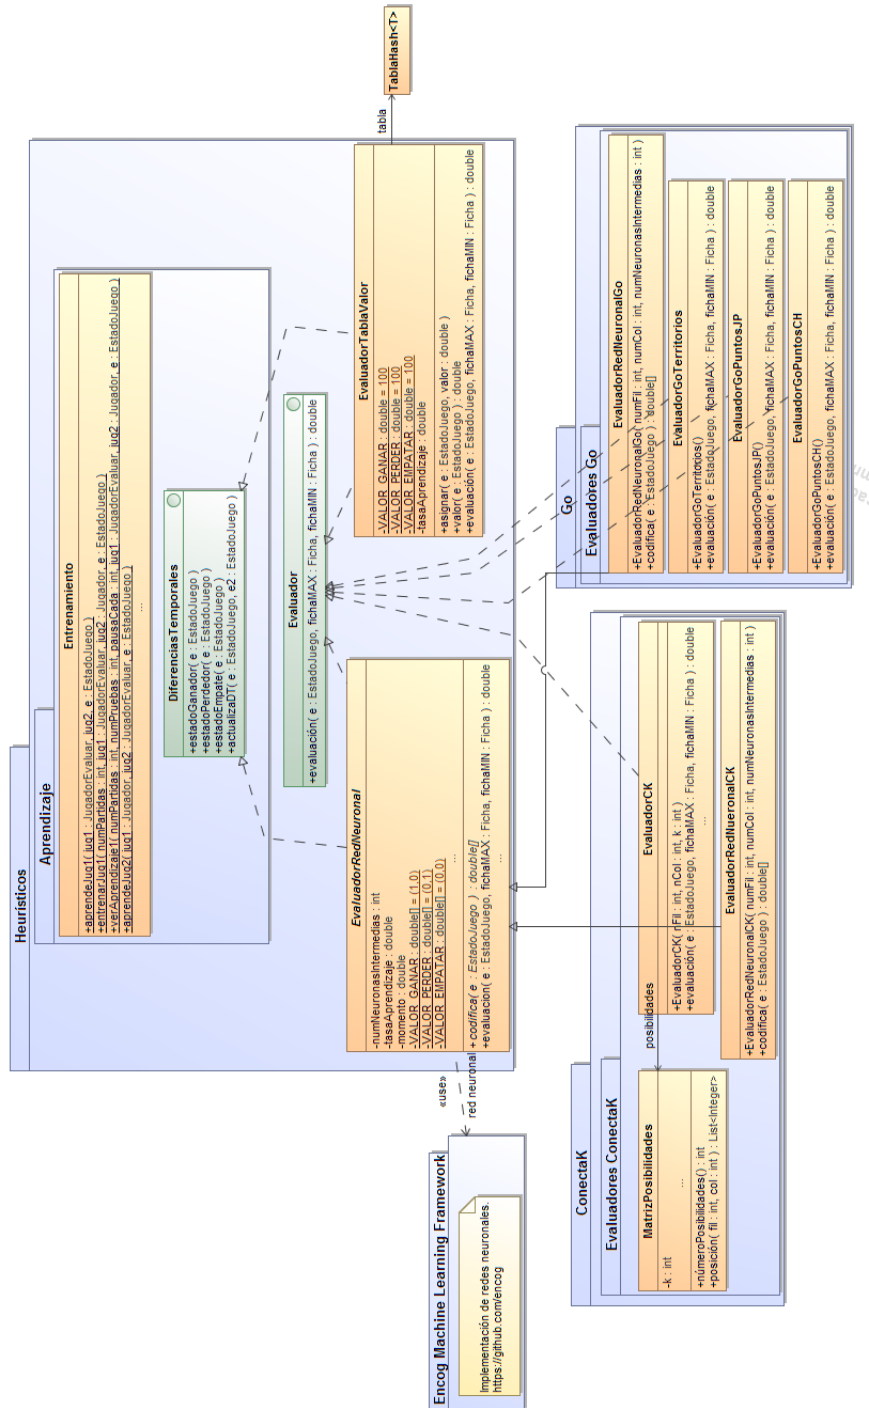 Heurísticos
Aprendizaje
Entrenamiento
+aprendeJug1( jug1 : JugadorEvaluar, jug2, e : EstadoJuego )
+entrenarJug1( numPartidas : int, jug1 : JugadorEvaluar, jug2 : Jugador, e : EstadoJuego )
+verAprendizaje1( numPartidas : int, numPruebas : int, pausaCada : int, jug1 : JugadorEvaluar, jug2 : Jugador, e : EstadoJuego )
+aprendeJug2( jug1 : Jugador, jug2 : JugadorEvaluar, e : EstadoJuego )
...
DiferenciasTemporales
+estadoGanador( e : EstadoJuego )
+estadoPerdedor( e : EstadoJuego )
+estadoEmpate( e : EstadoJuego )
+actualizaDT( e : EstadoJuego, e2 : EstadoJuego )
Evaluador
+evaluación( e : EstadoJuego, fichaMAX : Ficha, fichaMIN : Ficha ) : double
EvaluadorRedNeuronal
-numNeuronasIntermedias : int
-tasaAprendizaje : double
-momento : double
-VALOR_GANAR : double[] = (1,0)
-VALOR_PERDER : double[] = (0,1)
-VALOR_EMPATAR : double[] = (0,0)
...
+ codifica( e : EstadoJuego ) : double[]
+evaluación( e : EstadoJuego, fichaMAX : Ficha, fichaMIN : Ficha ) : double
EvaluadorTablaValor
-VALOR_GANAR : double = 100
-VALOR_PERDER : double = 100
-VALOR_EMPATAR : double = 100
-tasaAprendizaje : double
+asignar( e : EstadoJuego, valor : double )
+valor( e : EstadoJuego ) : double
+evaluación( e : EstadoJuego, fichaMAX : Ficha, fichaMIN : Ficha ) : double
tabla
TablaHash<T>
«use»
red neuronal
Encog Machine Learning Framework
Implementación de redes neuronales.
https://github.com/encog
ConectaK
Evaluadores ConectaK
MatrizPosibilidades
-k : int
...
+númeroPosibilidades() : int
+posición( fil : int, col : int ) : List<Integer>
posibilidades
EvaluadorCK
+EvaluadorCK( nFil : int, nCol : int, k : int )
+evaluación( e : EstadoJuego, fichaMAX : Ficha, fichaMIN : Ficha ) : double
...
EvaluadorRedNueronalCK
+EvaluadorRedNeuronalCK( numFil : int, numCol : int, numNeuronasIntermedias : int )
+codifica( e : EstadoJuego ) : double[]
Go
Evaluadores Go
EvaluadorRedNeuronalGo
+EvaluadorRedNeuronalGo( numFil : int, numCol : int, numNeuronasIntermedias : int )
+codifica( e : EstadoJuego ) : double[]
EvaluadorGoTerritorios
+EvaluadorGoTerritorios()
+evaluación( e : EstadoJuego, fichaMAX : Ficha, fichaMIN : Ficha ) : double
EvaluadorGoPuntosJP
+EvaluadorGoPuntosJP()
+evaluación( e : EstadoJuego, fichaMAX : Ficha, fichaMIN : Ficha ) : double
EvaluadorGoPuntosCH
+EvaluadorGoPuntosCH()
+evaluación( e : EstadoJuego, fichaMAX : Ficha, fichaMIN : Ficha ) : double